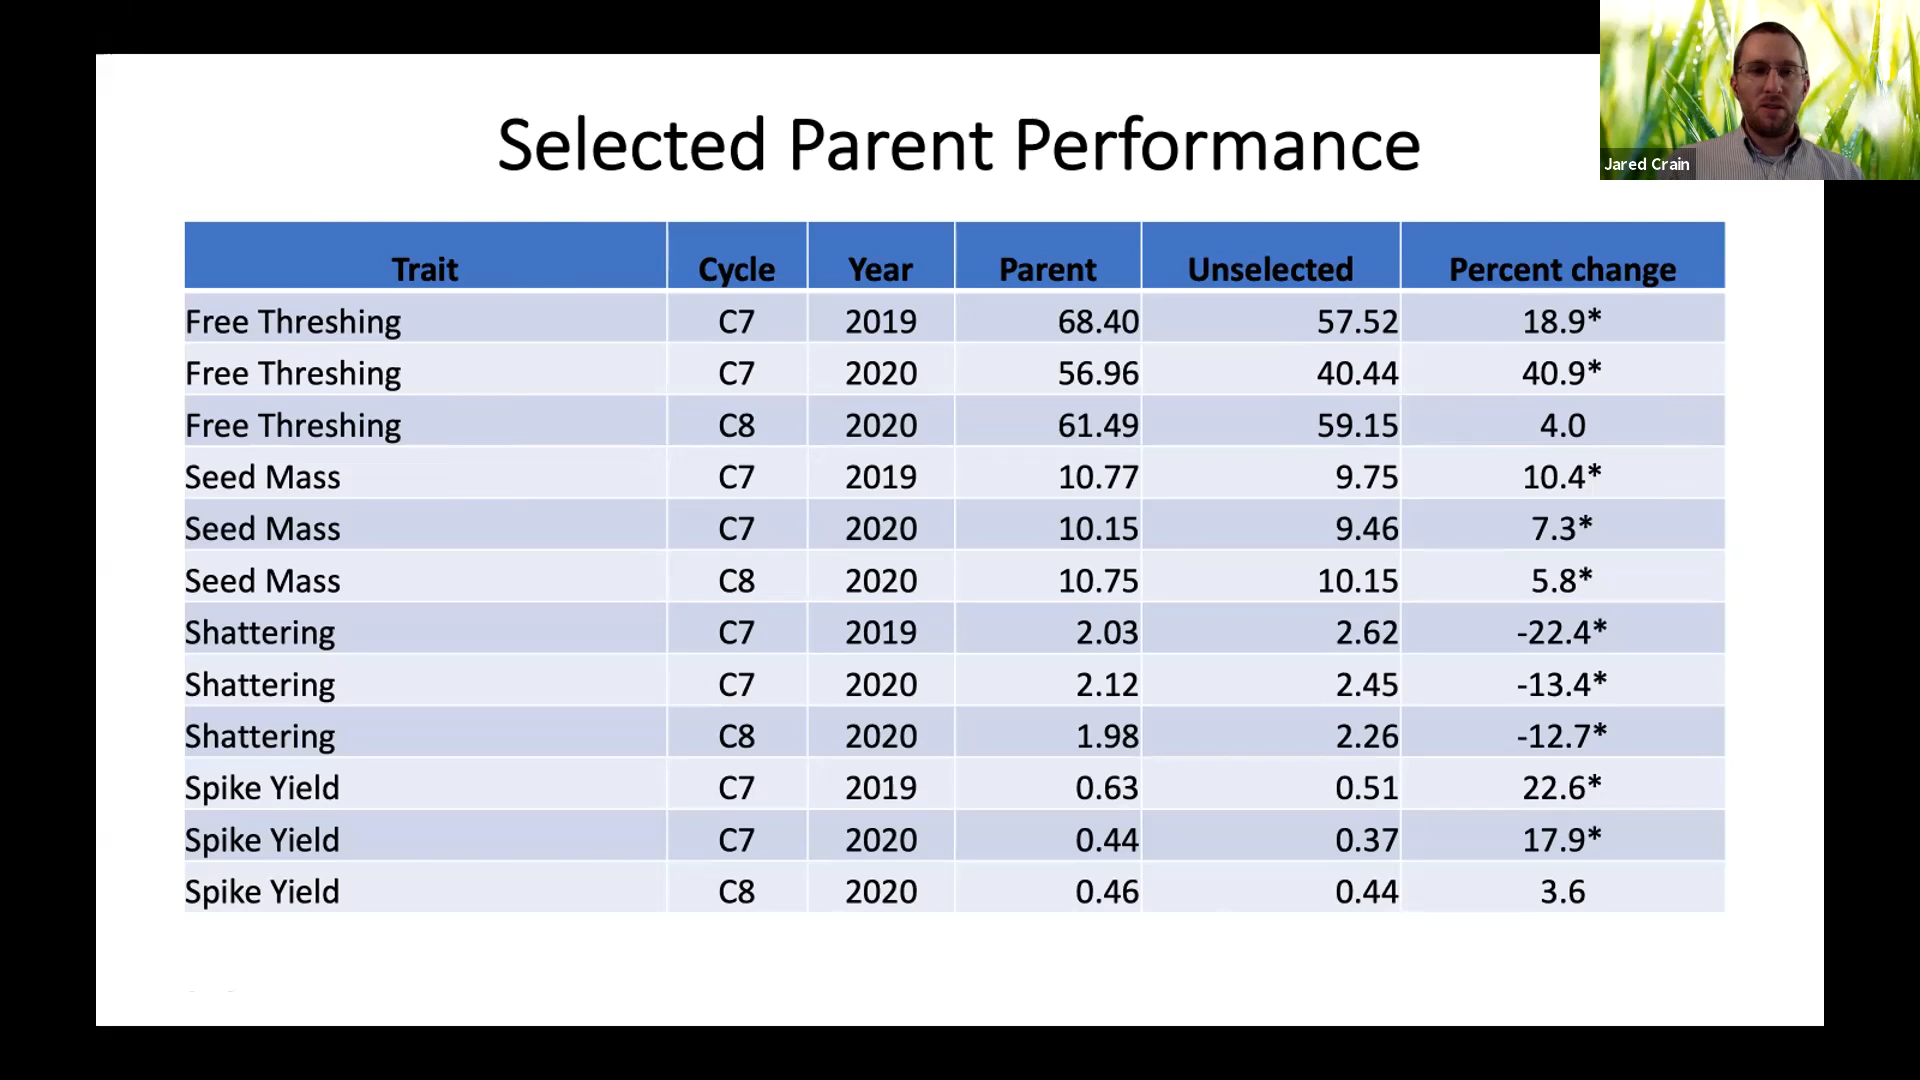 Selected Parent Performance
Jared Crain
Trait Cycle Year Parent Unselected Percent change
Free Threshing C7 2019 68.40 57.52 18.9*
Free Threshing C7 2020 56.96 40.44 40.9*
Free Threshing C8 2020 61.49 59.15 4.0
Seed Mass C7 2019 10.77 9.75 10.4*
Seed Mass C7 2020 10.15 9.46 7.3*
Seed Mass C8 2020 10.75 10.15 5.8*
Shattering C7 2019 2.03 2.62 -22.4*
Shattering C7 2020 2.12 2.45 -13.4*
Shattering C8 2020 1.98 2.26 -12.7*
Spike Yield C7 2019 0.63 0.51 22.6*
Spike Yield C7 2020 0.44 0.37 17.9*
Spike Yield C8 2020 0.46 0.44 3.6